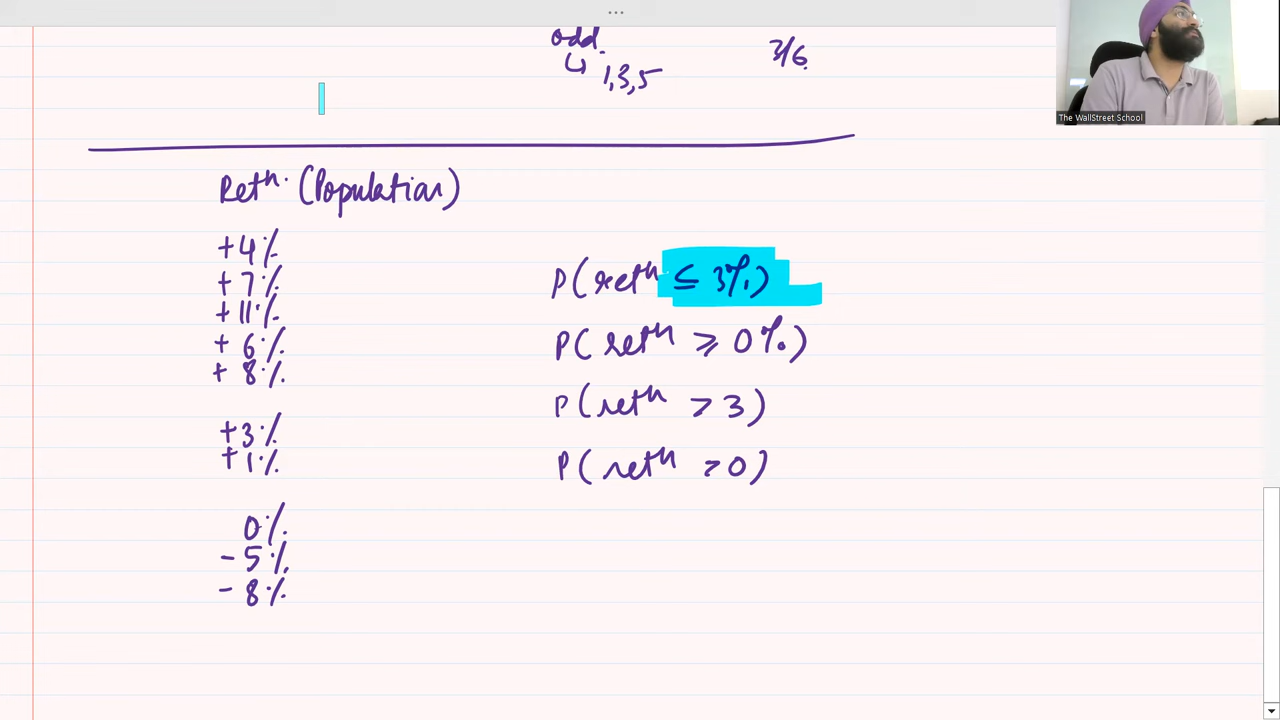 odd.
↳ 1,3,5
3/6.
The WallStreet School
Retn. (Population)
+4%
+7%
+11%
+6%
+8%
+3%
+1%
0%
-5%
-8%
P(retn ≤ 3%)
P(retn ≥ 0%)
P(retn > 3)
P(retn >0)